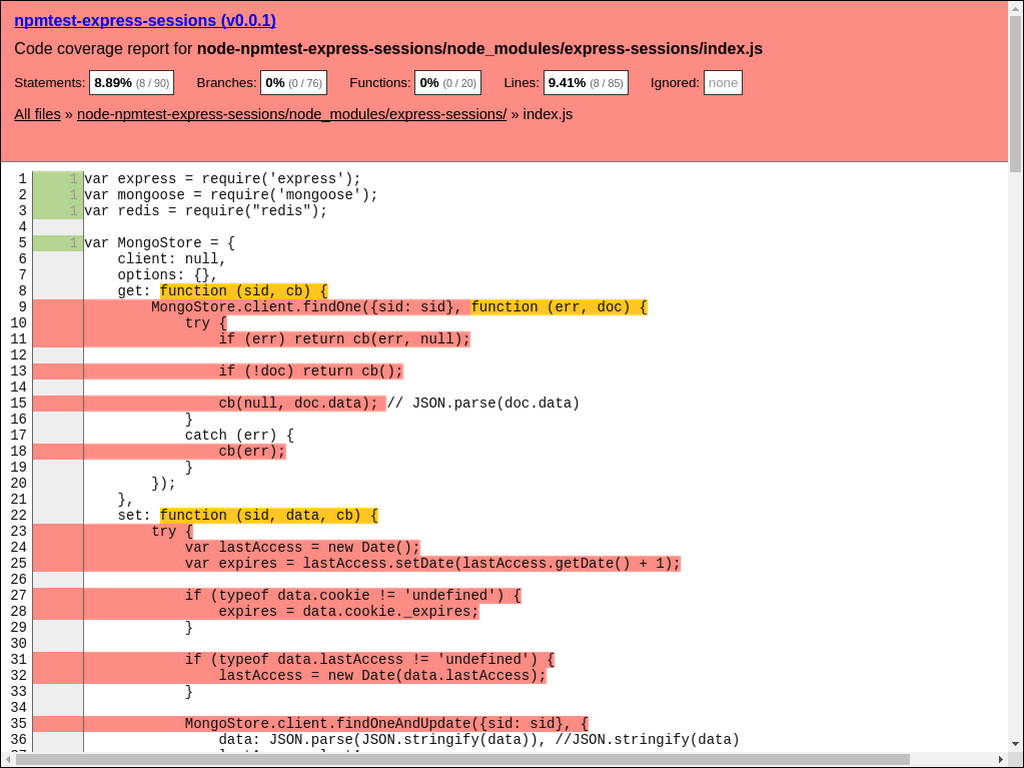 npmtest-express-sessions (v0.0.1)
Code coverage report for node-npmtest-express-sessions/node_modules/express-sessions/index.js
Statements: 8.89% (8 / 90) Branches: 0% (0 / 76) Functions: 0% (0 / 20) Lines: 9.41% (8 / 85) Ignored: none
All files » node-npmtest-express-sessions/node_modules/express-sessions/ » index.js
1 1 var express = require('express');
2 1 var mongoose = require('mongoose');
3 1 var redis = require("redis");
4
5 1 var MongoStore = {
6 client: null,
7 options: {},
8 get: function (sid, cb) {
9 MongoStore.client.findOne({sid: sid}, function (err, doc) {
10 try {
11 if (err) return cb(err, null);
12
13 if (!doc) return cb();
14
15 cb(null, doc.data); // JSON.parse(doc.data)
16 }
17 catch (err) {
18 cb(err);
19 }
20 });
21 },
22 set: function (sid, data, cb) {
23 try {
24 var lastAccess = new Date();
25 var expires = lastAccess.setDate(lastAccess.getDate() + 1);
26
27 if (typeof data.cookie != 'undefined') {
28 expires = data.cookie._expires;
29 }
30
31 if (typeof data.lastAccess != 'undefined') {
32 lastAccess = new Date(data.lastAccess);
33 }
34
35 MongoStore.client.findOneAndUpdate({sid: sid}, {
36 data: JSON.parse(JSON.stringify(data)), //JSON.stringify(data)